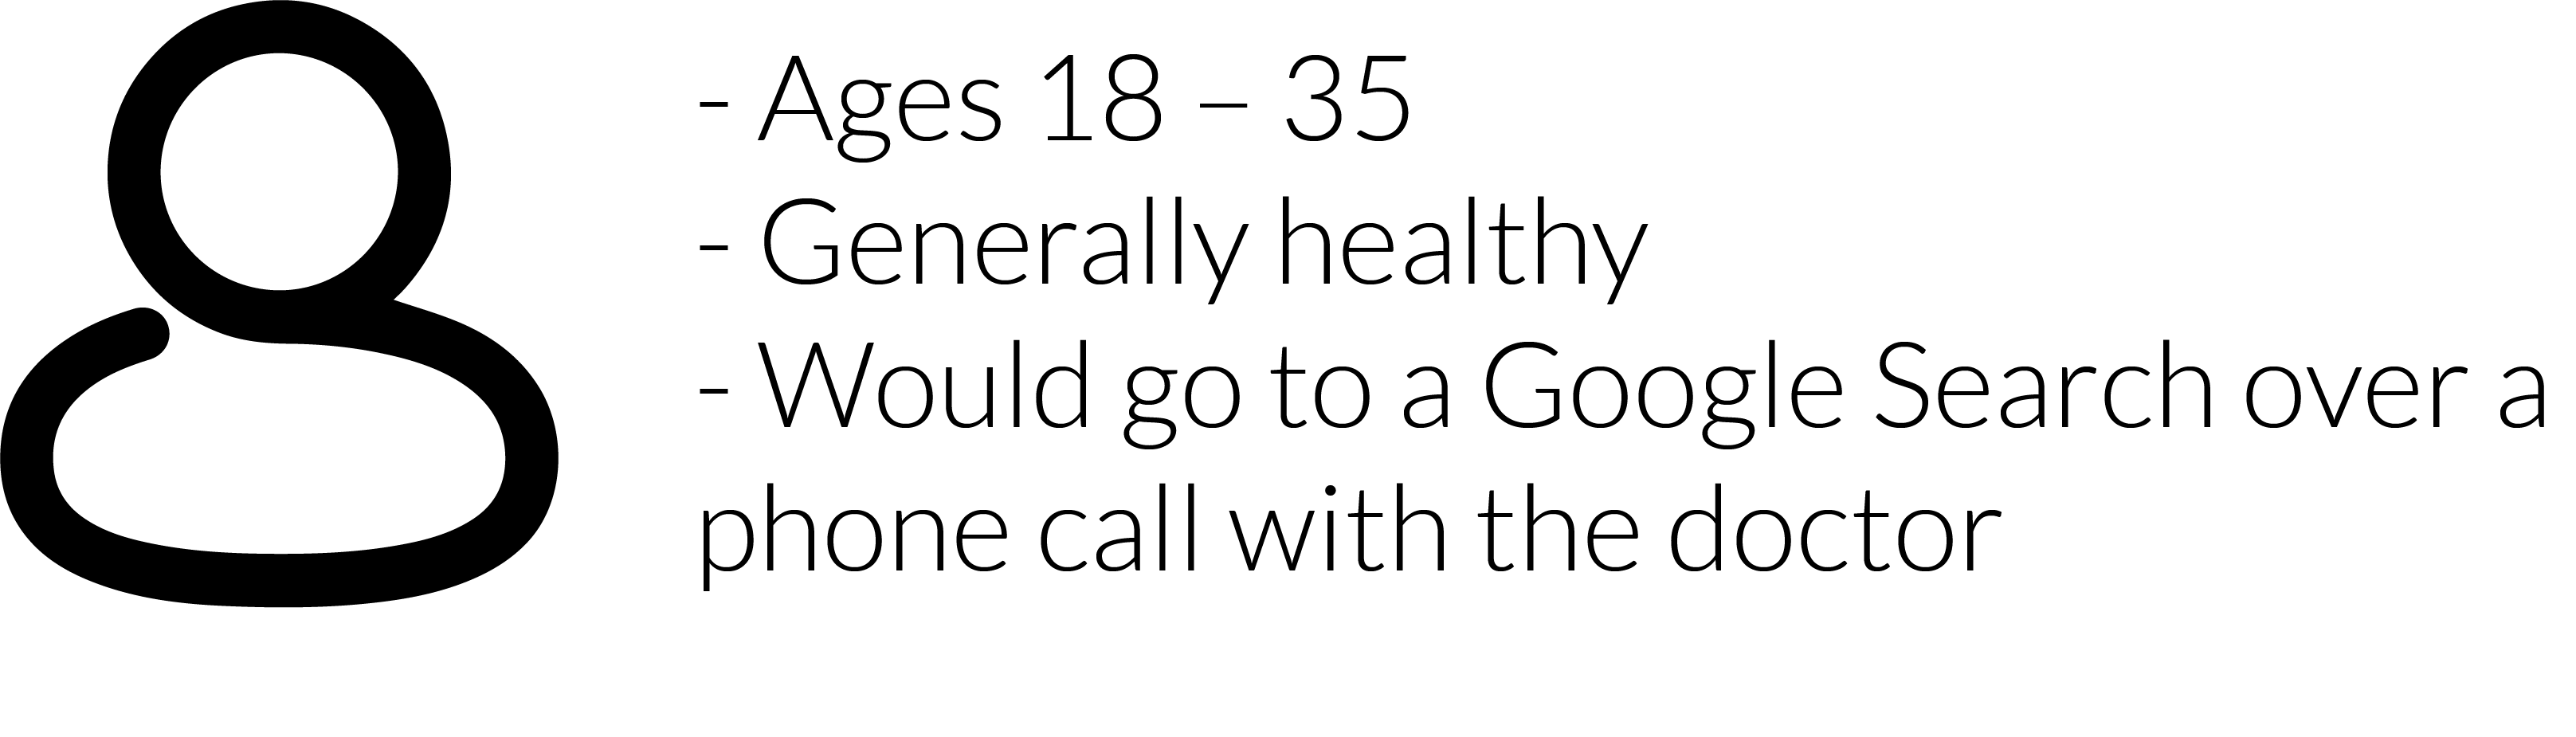 - Ages 18 – 35
- Generally healthy
- Would go to a Google Search over a
phone call with the doctor